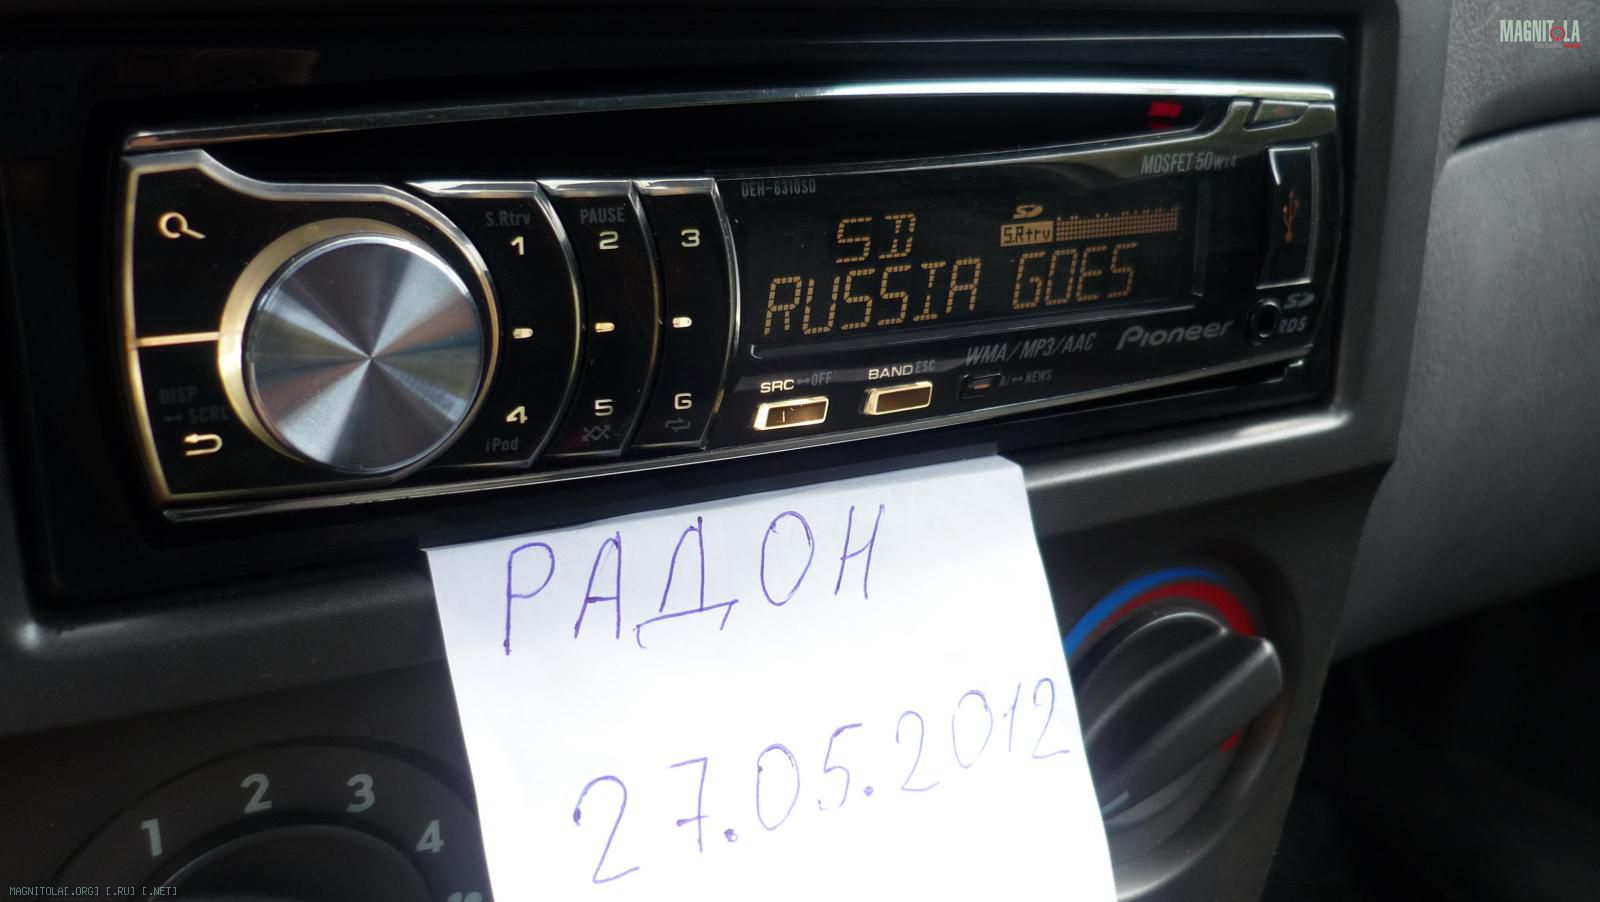 MAGNITOLA
MOSFET 50Wx4
DEH-6310SD
S.Rtrv
1
PAUSE
2
3
SD
SD
S.Rtrv
RUSSIA GOES
SD
RDS
Pioneer
WMA/MP3/AAC
DISP
SCRL
4
iPod
5
6
SRC OFF
BAND ESC
NEWS
РАДОН
27.05.2012
1
2
3
4
MAGNITOLA[.ORG] [.RU] [.NET]